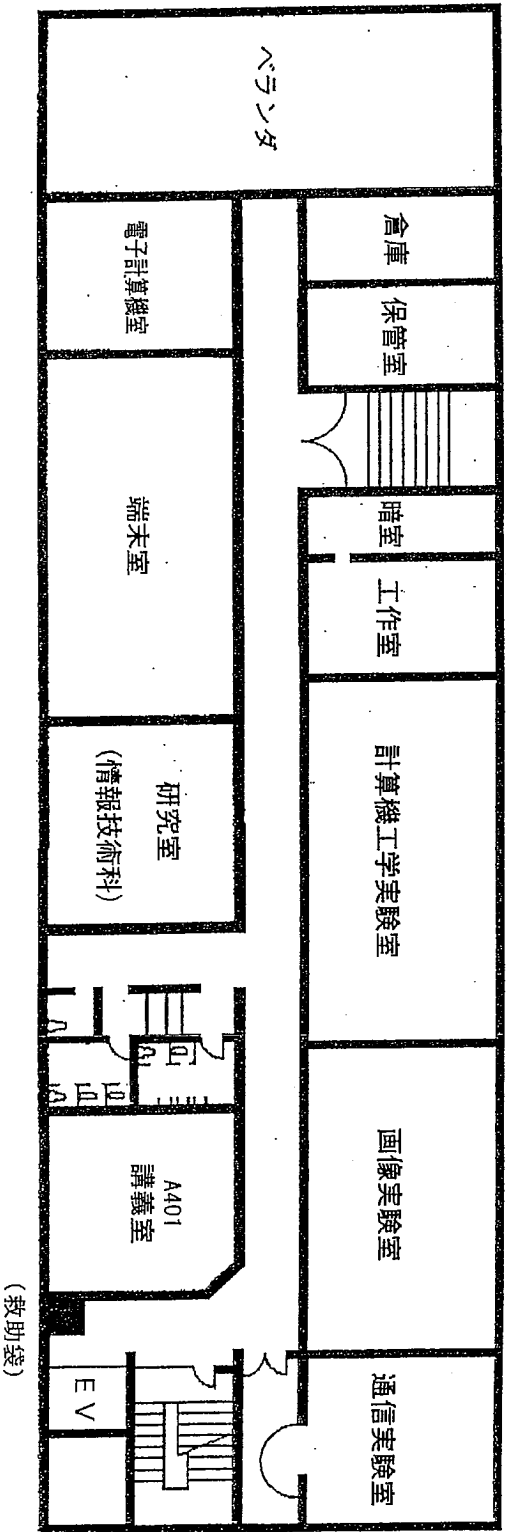 ベランダ
倉庫
保管室
暗室
工作室
計算機工学実験室
画像実験室
通信実験室
電子計算機室
端末室
研究室
(情報技術科)
A401
講義室
EV
(救助袋)